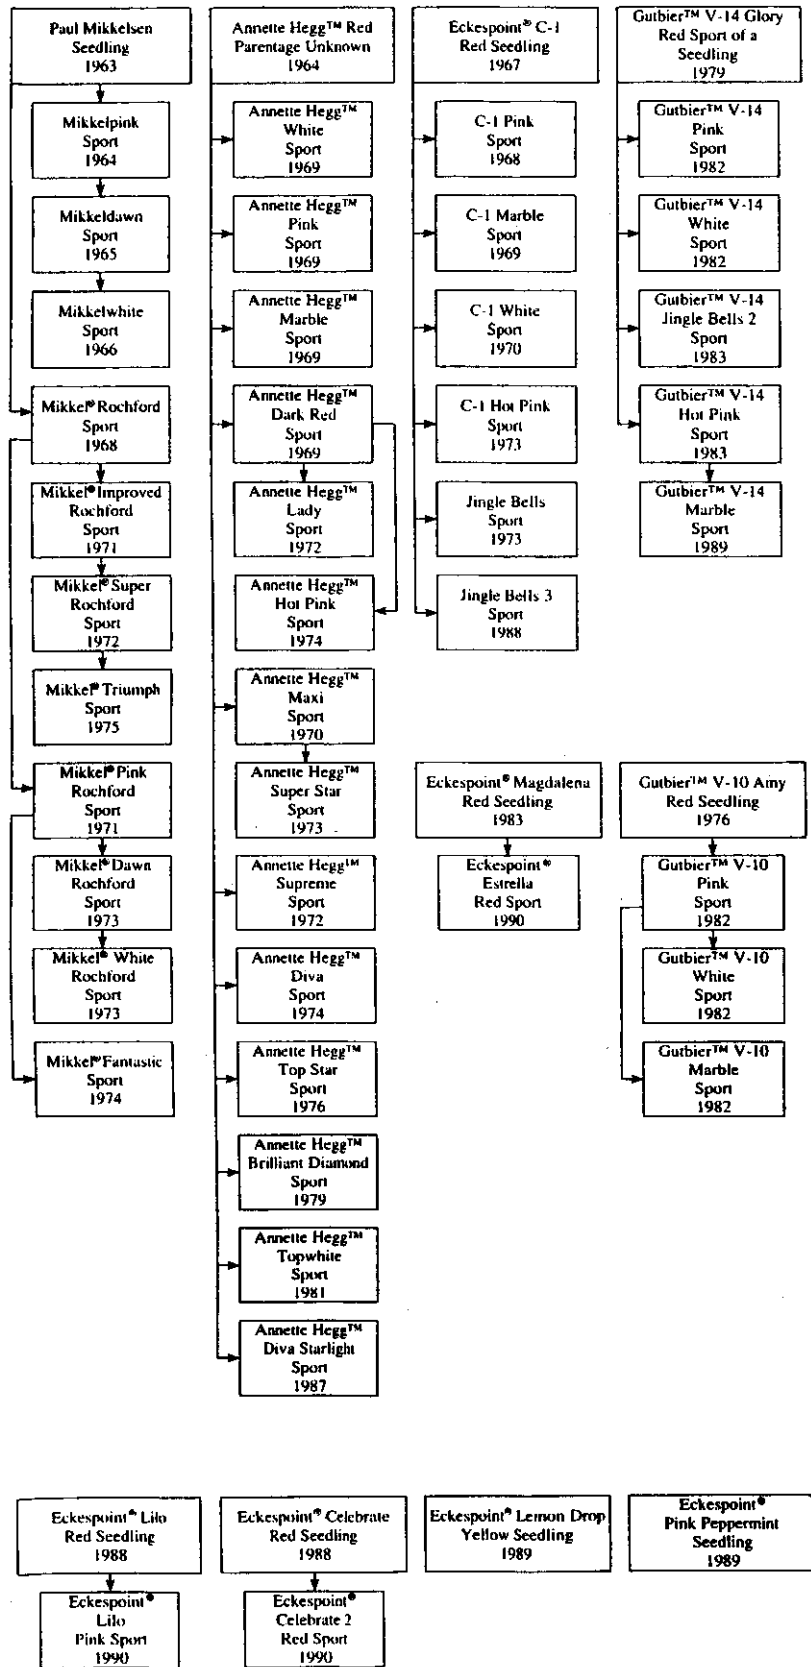 Paul Mikkelsen
Seedling
1963
Mikkelpink
Sport
1964
Mikkeldawn
Sport
1965
Mikkelwhite
Sport
1966
Mikkel® Rochford
Sport
1968
Mikkel® Improved
Rochford
Sport
1971
Mikkel® Super
Rochford
Sport
1972
Mikkel® Triumph
Sport
1975
Mikkel® Pink
Rochford
Sport
1971
Mikkel® Dawn
Rochford
Sport
1973
Mikkel® White
Rochford
Sport
1973
Mikkel® Fantastic
Sport
1974
Annette Hegg™ Red
Parentage Unknown
1964
Annette Hegg™
White
Sport
1969
Annette Hegg™
Pink
Sport
1969
Annette Hegg™
Marble
Sport
1969
Annette Hegg™
Dark Red
Sport
1969
Annette Hegg™
Lady
Sport
1972
Annette Hegg™
Hot Pink
Sport
1974
Annette Hegg™
Maxi
Sport
1970
Annette Hegg™
Super Star
Sport
1973
Annette Hegg™
Supreme
Sport
1972
Annette Hegg™
Diva
Sport
1974
Annette Hegg™
Top Star
Sport
1976
Annette Hegg™
Brilliant Diamond
Sport
1979
Annette Hegg™
Topwhite
Sport
1981
Annette Hegg™
Diva Starlight
Sport
1987
Eckespoint® C-1
Red Seedling
1967
C-1 Pink
Sport
1968
C-1 Marble
Sport
1969
C-1 White
Sport
1970
C-1 Hot Pink
Sport
1973
Jingle Bells
Sport
1973
Jingle Bells 3
Sport
1988
Gutbier™ V-14 Glory
Red Sport of a
Seedling
1979
Gutbier™ V-14
Pink
Sport
1982
Gutbier™ V-14
White
Sport
1982
Gutbier™ V-14
Jingle Bells 2
Sport
1983
Gutbier™ V-14
Hot Pink
Sport
1983
Gutbier™ V-14
Marble
Sport
1989
Eckespoint® Magdalena
Red Seedling
1983
Eckespoint®
Estrella
Red Sport
1990
Gutbier™ V-10 Amy
Red Seedling
1976
Gutbier™ V-10
Pink
Sport
1982
Gutbier™ V-10
White
Sport
1982
Gutbier™ V-10
Marble
Sport
1982
Eckespoint® Lilo
Red Seedling
1988
Eckespoint®
Lilo
Pink Sport
1990
Eckespoint® Celebrate
Red Seedling
1988
Eckespoint®
Celebrate 2
Red Sport
1990
Eckespoint® Lemon Drop
Yellow Seedling
1989
Eckespoint®
Pink Peppermint
Seedling
1989